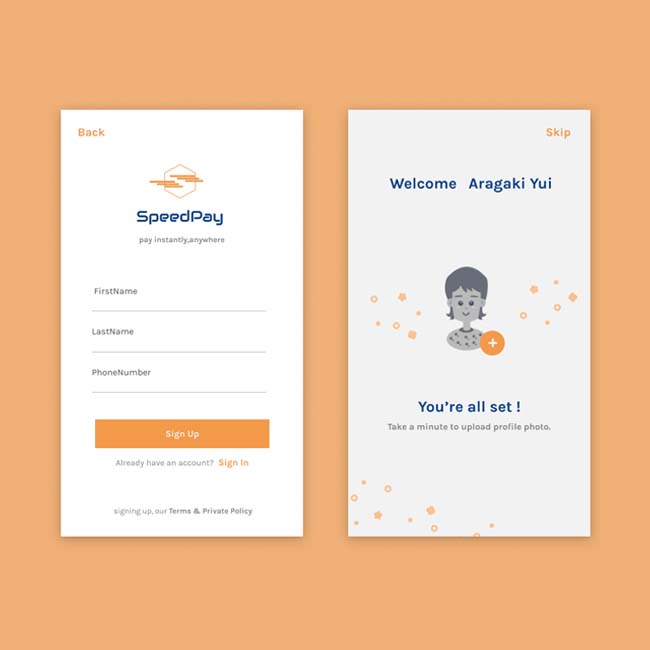 Back
SpeedPay
pay instantly,anywhere
FirstName
LastName
PhoneNumber
Sign Up
Already have an account? Sign In
signing up, our Terms & Private Policy
Skip
Welcome Aragaki Yui
You're all set !
Take a minute to upload profile photo.